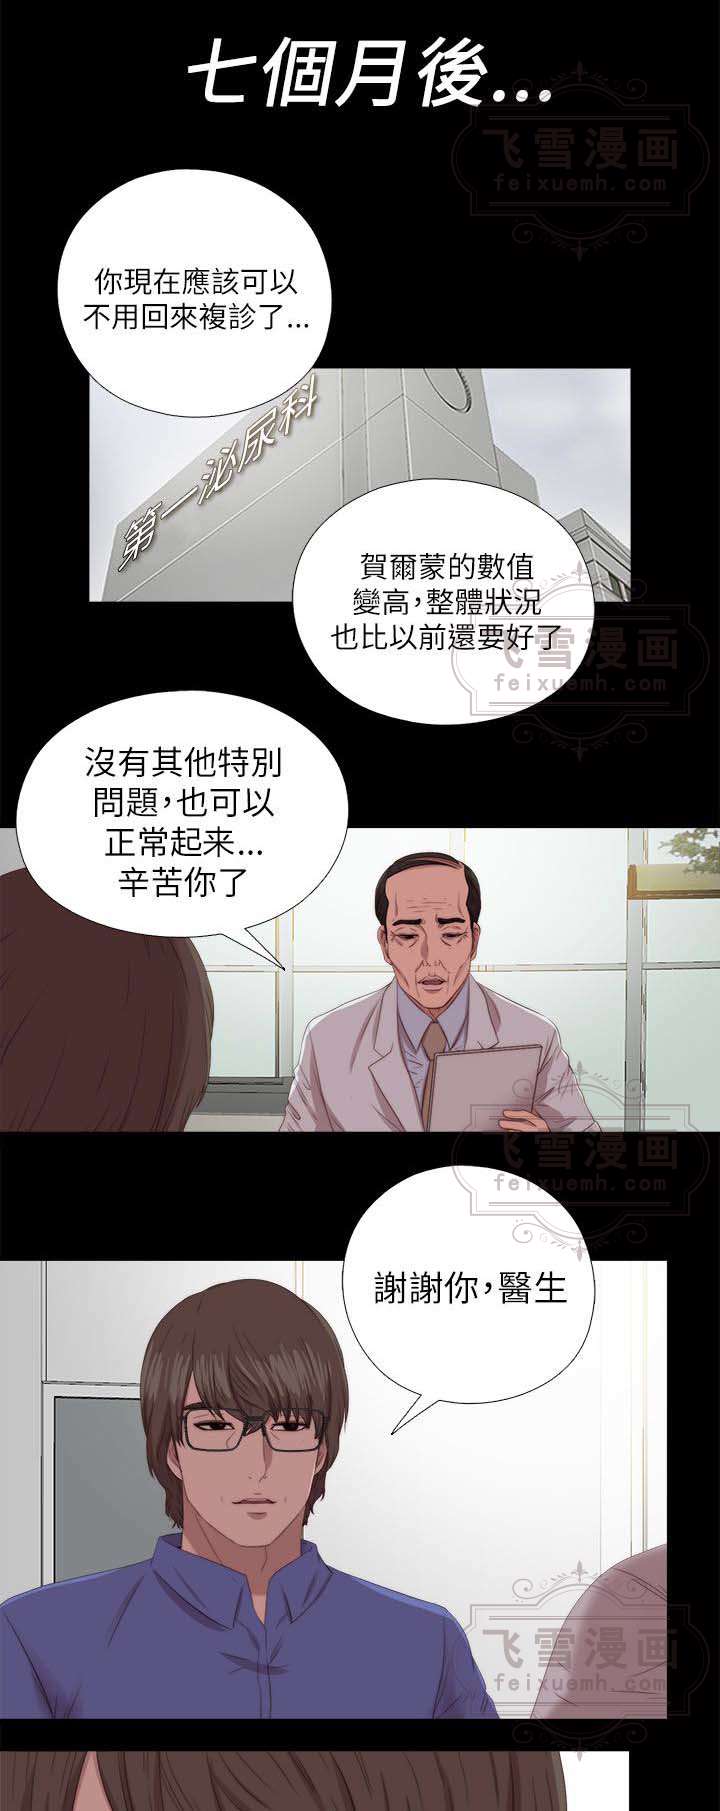 七個月後...
飞雪漫画
feixuemh.com
你現在應該可以
不用回來複診了...
第一泌尿科
賀爾蒙的數值
變高,整體狀況
也比以前還要好了
飞雪漫画
feixuemh.com
沒有其他特別
問題,也可以
正常起来...
辛苦你了
飞雪漫画
feixuemh.com
謝謝你,醫生
飞雪漫画
feixuemh.com